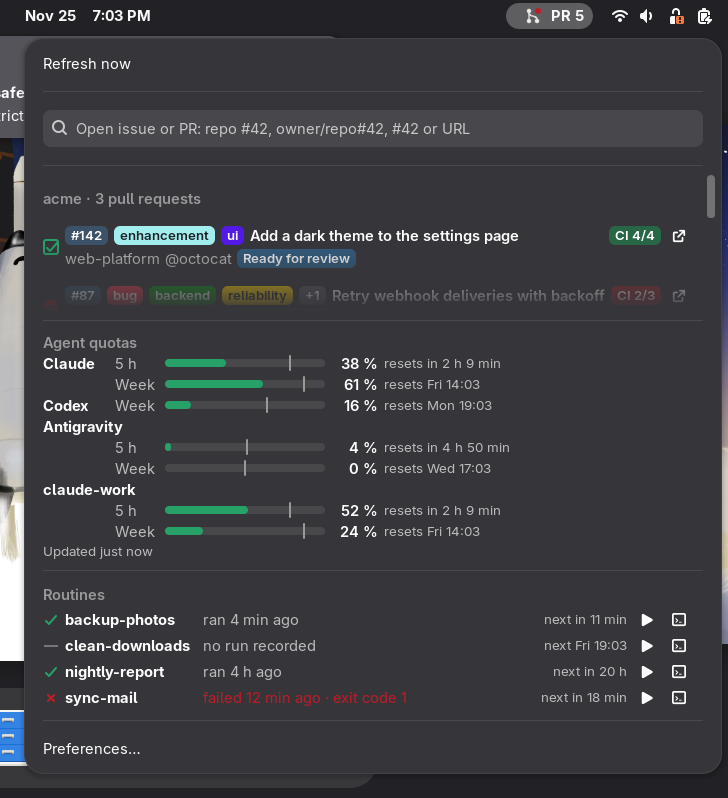 Nov 25 7:03 PM PR 5
Refresh now
Open issue or PR: repo #42, owner/repo#42, #42 or URL
acme · 3 pull requests
#142 enhancement ui Add a dark theme to the settings page CI 4/4
web-platform @octocat Ready for review
#87 bug backend reliability +1 Retry webhook deliveries with backoff CI 2/3
Agent quotas
Claude 5 h 38 % resets in 2 h 9 min
Week 61 % resets Fri 14:03
Codex Week 16 % resets Mon 19:03
Antigravity
5 h 4 % resets in 4 h 50 min
Week 0 % resets Wed 17:03
claude-work
5 h 52 % resets in 2 h 9 min
Week 24 % resets Fri 14:03
Updated just now
Routines
backup-photos ran 4 min ago next in 11 min
clean-downloads no run recorded next Fri 19:03
nightly-report ran 4 h ago next in 20 h
sync-mail failed 12 min ago · exit code 1 next in 18 min
Preferences...